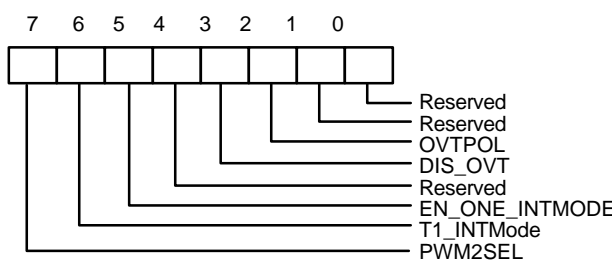 7 6 5 4 3 2 1 0
Reserved
Reserved
OVTPOL
DIS_OVT
Reserved
EN_ONE_INTMODE
T1_INTMode
PWM2SEL